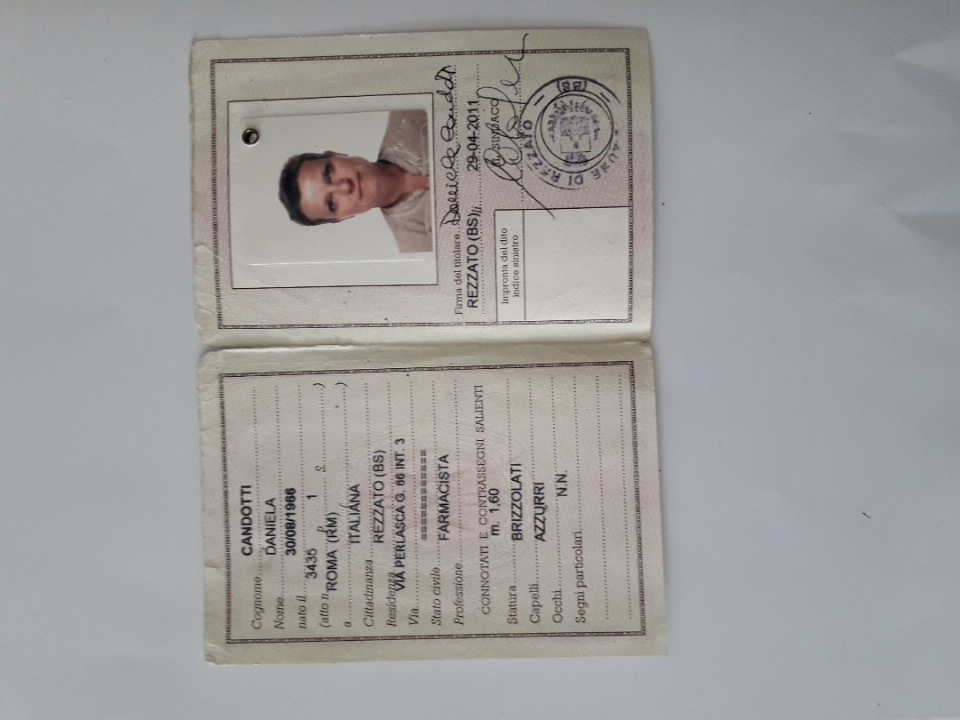 Cognome CANDOTTI
Nome DANIELA
nato il 30/08/1966
(atto n. 3435 P. 1 S. )
a ROMA (RM) ( )
Cittadinanza ITALIANA
Residenza REZZATO (BS)
Via VIA PERLASCA G. 66 INT. 3
Stato civile ============
Professione FARMACISTA
CONNOTATI E CONTRASSEGNI SALIENTI
Statura m. 1,60
Capelli BRIZZOLATI
Occhi AZZURRI
Segni particolari N.N.
Firma del titolare Daniela Candotti
REZZATO (BS) li 29-04-2011
IL SINDACO
Impronta del dito
indice sinistro
COMUNE DI REZZATO - (BS) -